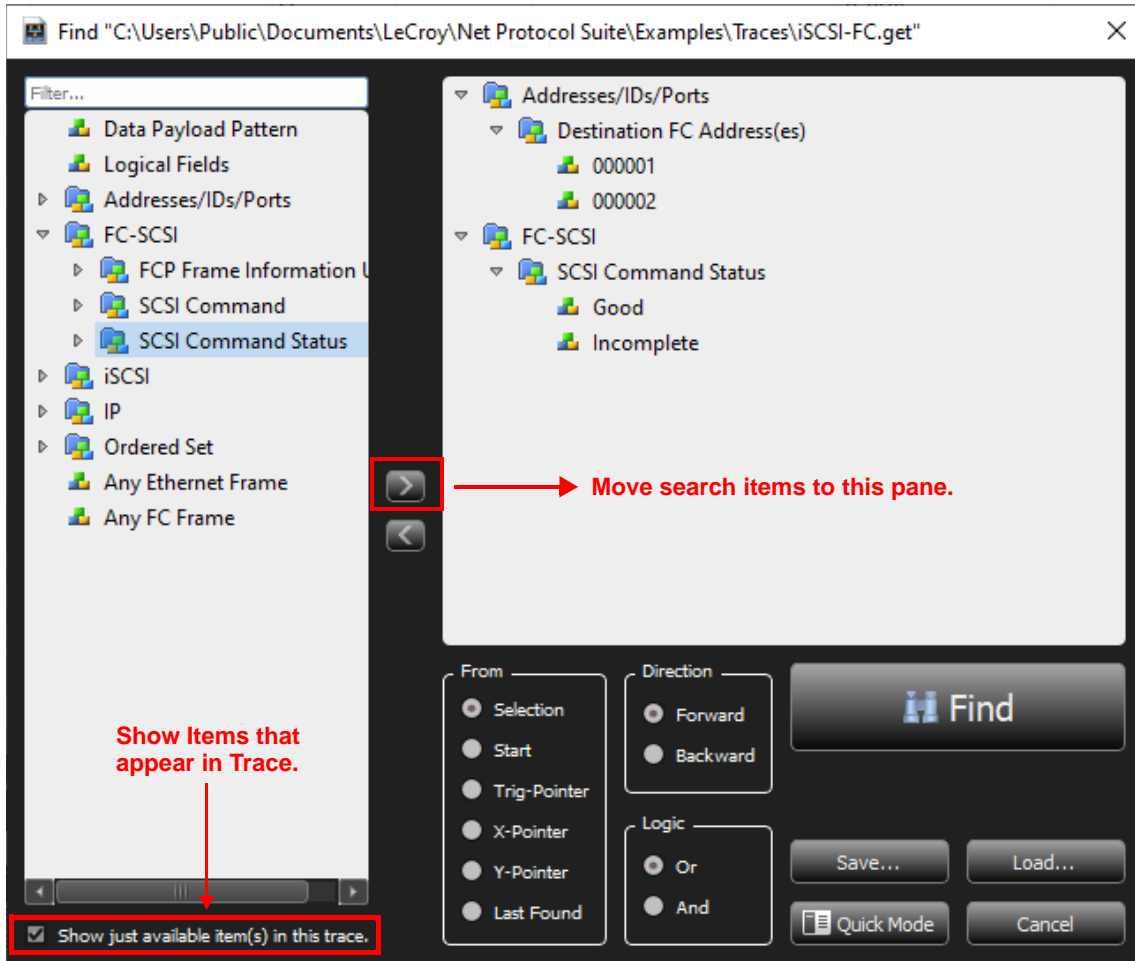 Find "C:\Users\Public\Documents\LeCroy\Net Protocol Suite\Examples\Traces\iSCSI-FC.get"
Filter...
Data Payload Pattern
Logical Fields
Addresses/IDs/Ports
FC-SCSI
FCP Frame Information U
SCSI Command
SCSI Command Status
iSCSI
IP
Ordered Set
Any Ethernet Frame
Any FC Frame
Show Items that
appear in Trace.
Show just available item(s) in this trace.
Addresses/IDs/Ports
Destination FC Address(es)
000001
000002
FC-SCSI
SCSI Command Status
Good
Incomplete
Move search items to this pane.
From
Selection
Start
Trig-Pointer
X-Pointer
Y-Pointer
Last Found
Direction
Forward
Backward
Logic
Or
And
Find
Save...
Load...
Quick Mode
Cancel